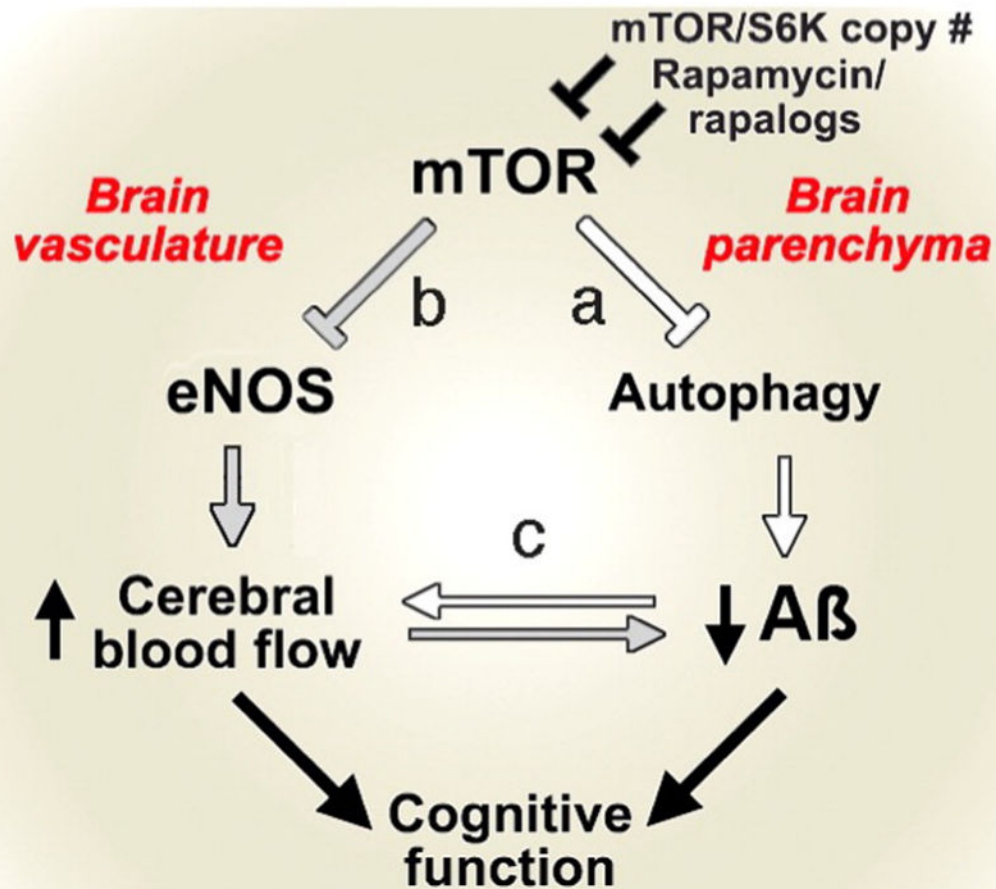 mTOR/S6K copy #
Rapamycin/
rapalogs
mTOR
Brain
vasculature
Brain
parenchyma
b
a
eNOS
Autophagy
c
Cerebral
blood flow
Aß
Cognitive
function